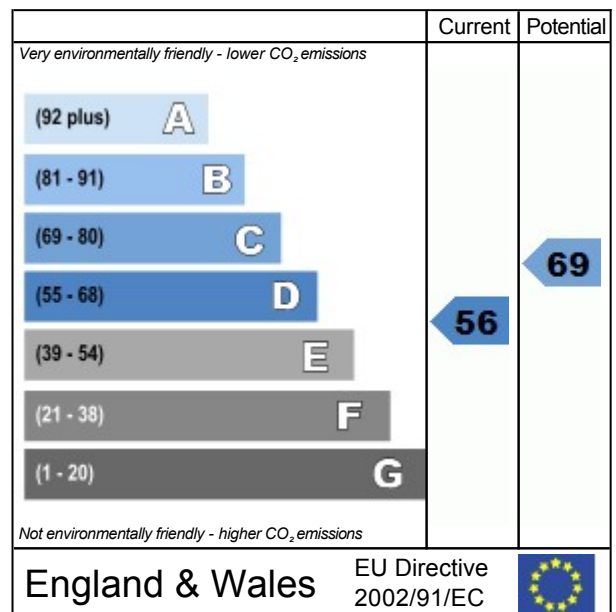 Current Potential
Very environmentally friendly - lower CO₂ emissions
(92 plus) A
(81 - 91) B
(69 - 80) C
(55 - 68) D
(39 - 54) E
(21 - 38) F
(1 - 20) G
56
69
Not environmentally friendly - higher CO₂ emissions
England & Wales
EU Directive
2002/91/EC